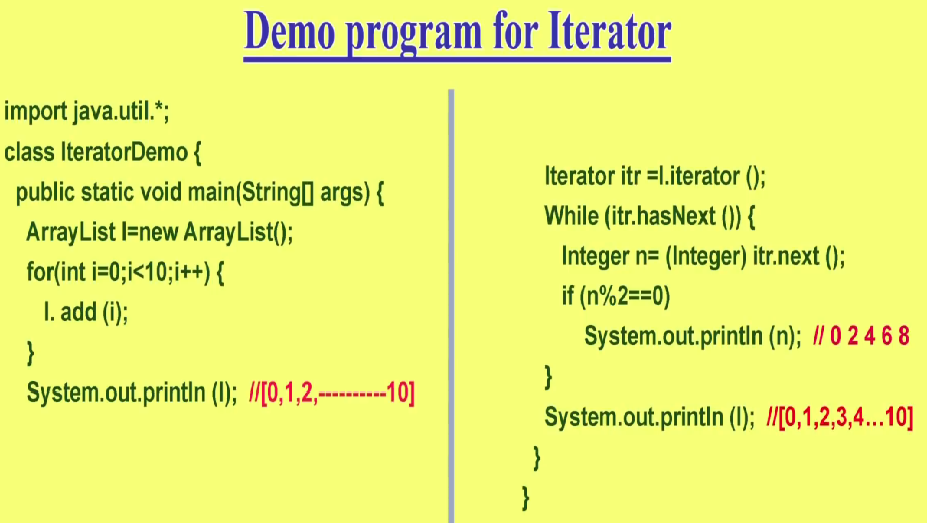 Demo program for Iterator
import java.util.*;
class IteratorDemo {
public static void main(String[] args) {
ArrayList l=new ArrayList();
for(int i=0;i<10;i++) {
l. add (i);
}
System.out.println (l); //[0,1,2,----------10]
Iterator itr =l.iterator ();
While (itr.hasNext ()) {
Integer n= (Integer) itr.next ();
if (n%2==0)
System.out.println (n); // 0 2 4 6 8
}
System.out.println (l); //[0,1,2,3,4...10]
}
}